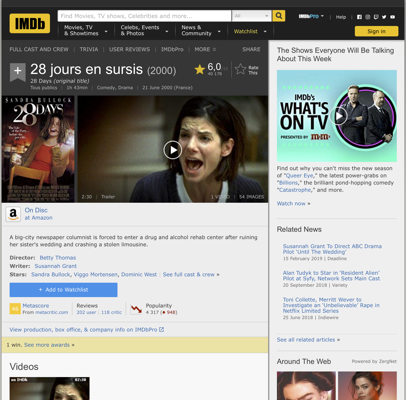 IMDb
Find Movies, TV shows, Celebrities and more...
All
IMDbPro
Help
Movies, TV
& Showtimes
Celebs, Events
& Photos
News &
Community
Watchlist
Sign in
FULL CAST AND CREW | TRIVIA | USER REVIEWS | IMDbPro | MORE
SHARE
28 jours en sursis (2000)
28 Days (original title)
Tous publics | 1h 43min | Comedy, Drama | 21 June 2000 (France)
6,0
Rate
This
SANDRA BULLOCK
28 DAYS
2:30 | Trailer
1 VIDEO
54 IMAGES
On Disc
at Amazon
A big-city newspaper columnist is forced to enter a drug and alcohol rehab center after ruining
her sister's wedding and crashing a stolen limousine.
Director: Betty Thomas
Writer: Susannah Grant
Stars: Sandra Bullock, Viggo Mortensen, Dominic West | See full cast & crew »
+ Add to Watchlist
Metascore
From metacritic.com
Reviews
202 user | 118 critic
Popularity
4 317 ( 948)
View production, box office, & company info on IMDbPro
1 win. See more awards »
Videos
The Shows Everyone Will Be Talking
About This Week
IMDb's
WHAT'S
ON TV
PRESENTED BY M&M's
Find out why you can't miss the new season
of "Queer Eye," the latest power-grabs on
"Billions," the brilliant pond-hopping comedy
"Catastrophe," and more.
Watch now »
Related News
Susannah Grant To Direct ABC Drama
Pilot 'Until The Wedding'
15 February 2019 | Deadline
Alan Tudyk to Star in 'Resident Alien'
Pilot at Syfy, Network Sets Main Cast
20 September 2018 | Variety
Toni Collette, Merritt Wever to
Investigate an 'Unbelievable' Rape in
Netflix Limited Series
25 June 2018 | Indiewire
See all related articles »
Around The Web
Powered by ZergNet